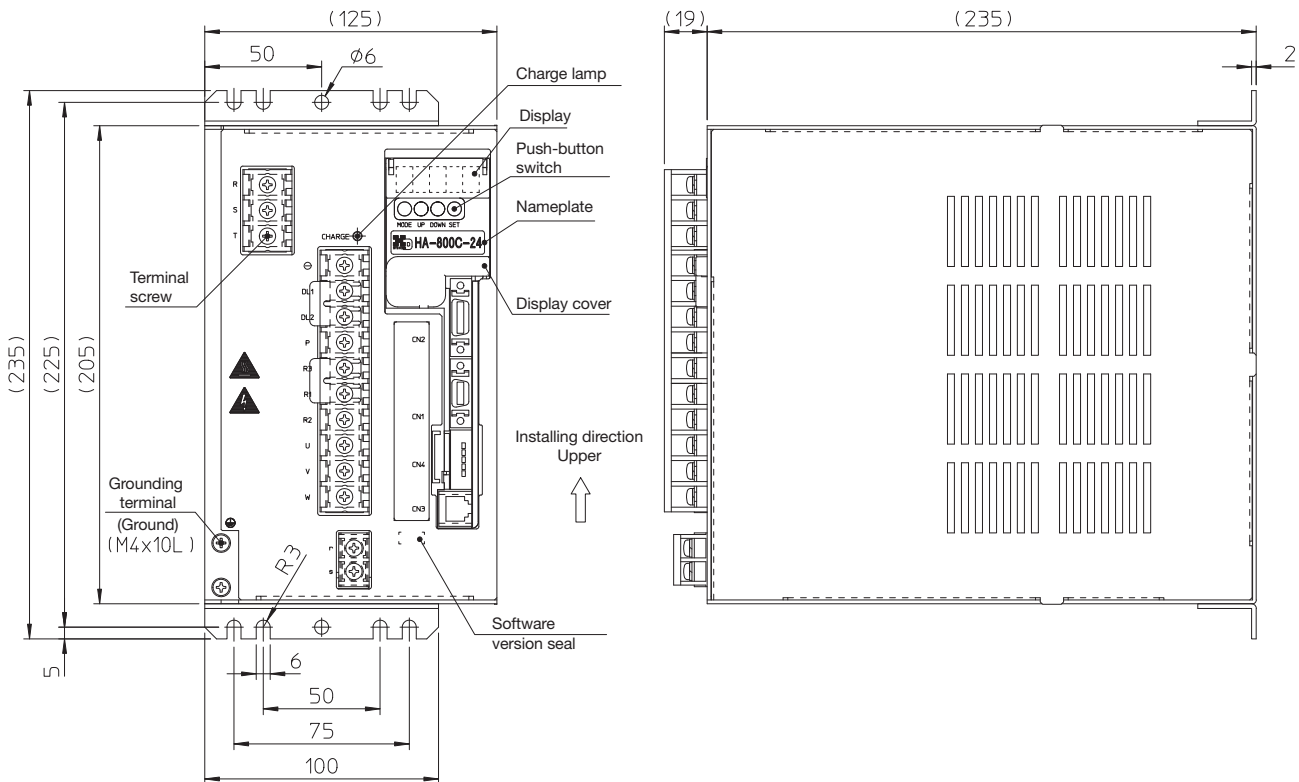 (125)
(19)
(235)
50
ø6
2
Charge lamp
Display
Push-button
switch
Nameplate
Display cover
MODE UP DOWN SET
HA-800C-24
CHARGE
R
S
T
Terminal
screw
⊖
DL1
DL2
P
R3
R1
R2
U
V
W
CN2
CN1
CN4
CN3
(235)
(225)
(205)
Installing direction
Upper
Grounding
terminal
(Ground)
(M4x10L)
r
s
R3
Software
version seal
5
6
50
75
100